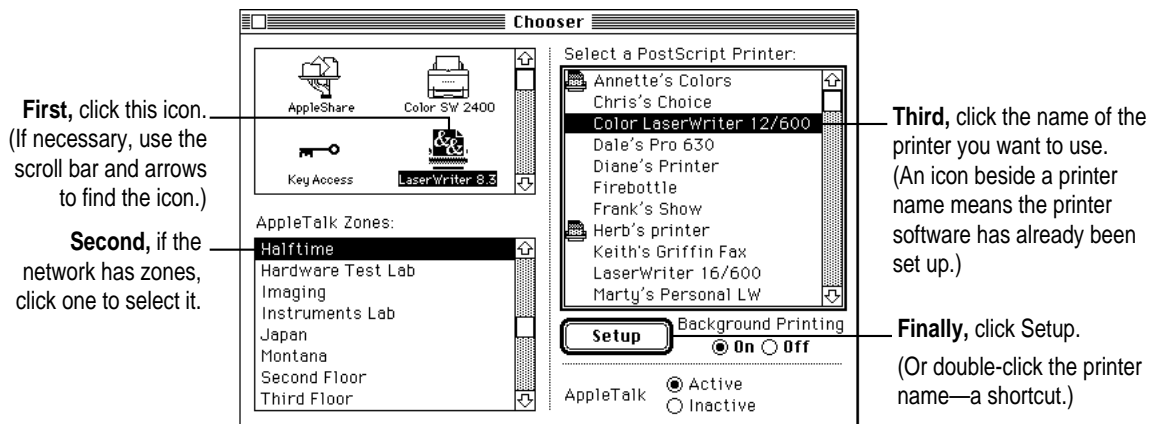 Chooser
First, click this icon.
(If necessary, use the
scroll bar and arrows
to find the icon.)
Second, if the
network has zones,
click one to select it.
AppleShare
Color SW 2400
Key Access
LaserWriter 8.3
AppleTalk Zones:
Halftime
Hardware Test Lab
Imaging
Instruments Lab
Japan
Montana
Second Floor
Third Floor
Select a PostScript Printer:
Annette's Colors
Chris's Choice
Color LaserWriter 12/600
Dale's Pro 630
Diane's Printer
Firebottle
Frank's Show
Herb's printer
Keith's Griffin Fax
LaserWriter 16/600
Marty's Personal LW
Setup
Background Printing
On Off
AppleTalk
Active
Inactive
Third, click the name of the
printer you want to use.
(An icon beside a printer
name means the printer
software has already been
set up.)
Finally, click Setup.
(Or double-click the printer
name—a shortcut.)